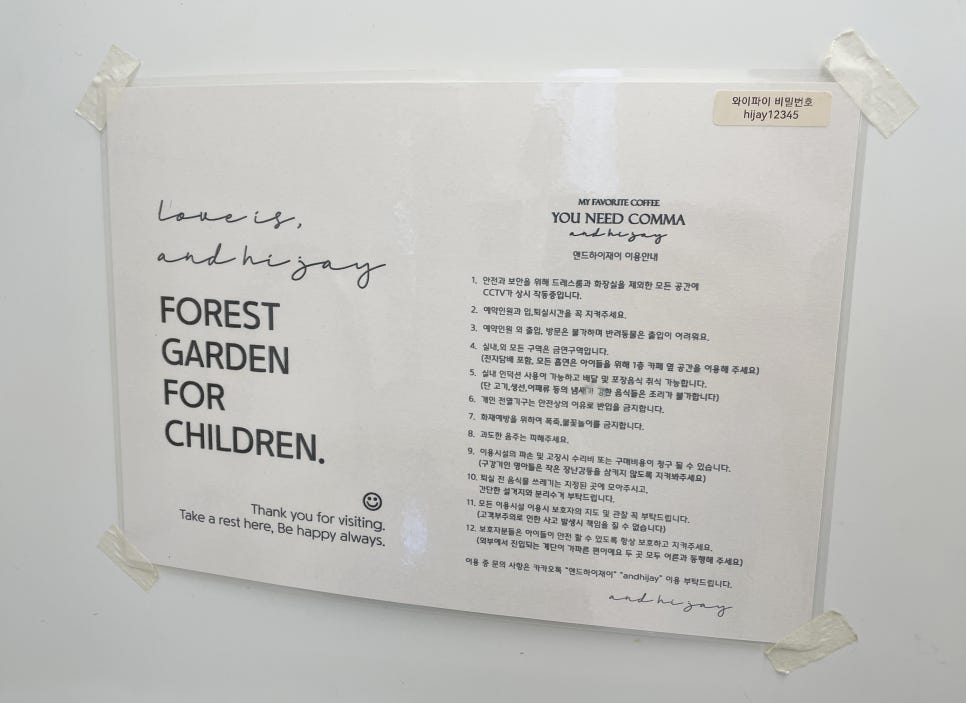 와이파이 비밀번호
hijay12345
Love is,
and hi jay
FOREST
GARDEN
FOR
CHILDREN.
Thank you for visiting.
Take a rest here, Be happy always.
MY FAVORITE COFFEE
YOU NEED COMMA
and hi jay
앤드하이재이 이용안내
1. 안전과 보안을 위해 드레스룸과 화장실을 제외한 모든 공간에
CCTV가 상시 작동중입니다.
2. 예약인원과 입,퇴실시간을 꼭 지켜주세요.
3. 예약인원 외 출입, 방문은 불가하며 반려동물은 출입이 어려워요.
4. 실내,외 모든 구역은 금연구역입니다.
(전자담배 포함, 모든 흡연은 아이들을 위해 1층 카페 옆 공간을 이용해 주세요)
5. 실내 인덕션 사용이 가능하고 배달 및 포장음식 취식 가능합니다.
(단 고기,생선,어패류 등의 냄새가 강한 음식들은 조리가 불가합니다)
6. 개인 전열기구는 안전상의 이유로 반입을 금지합니다.
7. 화재예방을 위하여 폭죽,불꽃놀이를 금지합니다.
8. 과도한 음주는 피해주세요.
9. 이용시설의 파손 및 고장시 수리비 또는 구매비용이 청구 될 수 있습니다.
(구강기인 영아들은 작은 장난감등을 삼키지 않도록 지켜봐주세요)
10. 퇴실 전 음식물 쓰레기는 지정된 곳에 모아주시고,
간단한 설거지와 분리수거 부탁드립니다.
11. 모든 이용시설 이용시 보호자의 지도 및 관찰 꼭 부탁드립니다.
(고객부주의로 인한 사고 발생시 책임을 질 수 없습니다)
12. 보호자분들은 아이들이 안전 할 수 있도록 항상 보호하고 지켜주세요.
(외부에서 진입되는 계단이 가파른 편이에요 두 곳 모두 어른과 동행해 주세요)
이용 중 문의 사항은 카카오톡 "앤드하이재이" "andhijay" 이용 부탁드립니다.
and hi jay